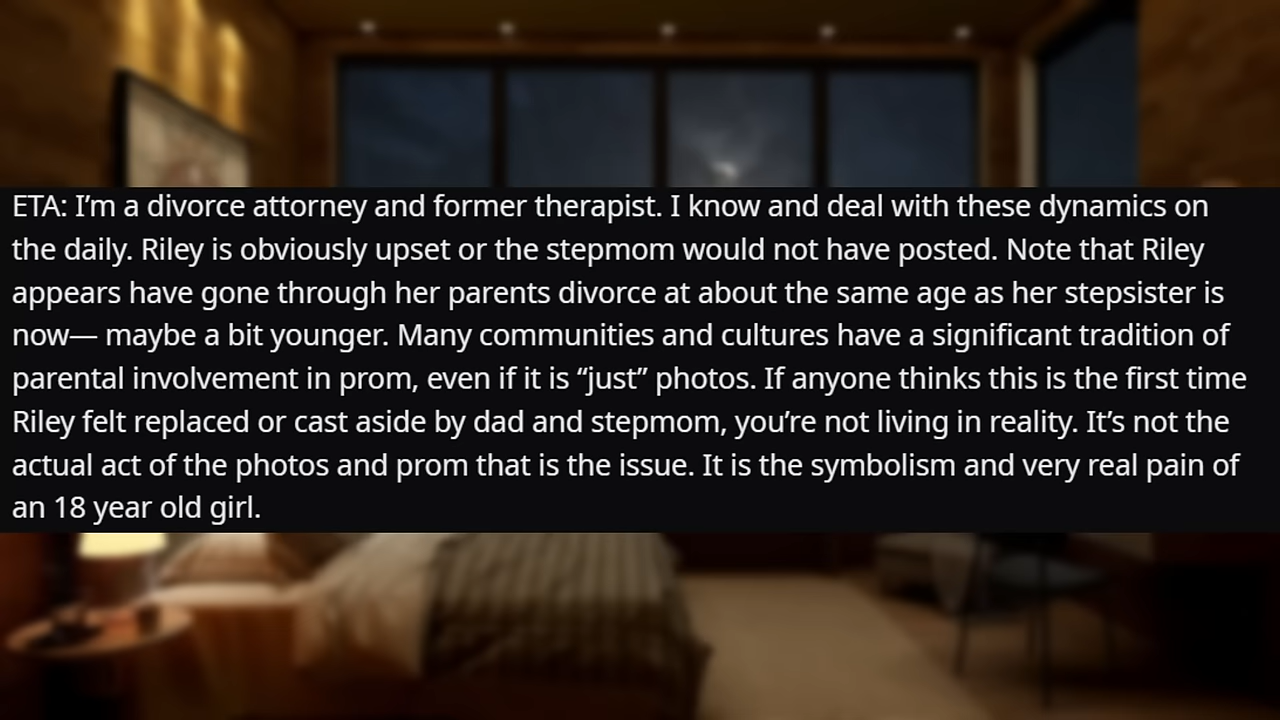 ETA: I’m a divorce attorney and former therapist. I know and deal with these dynamics on
the daily. Riley is obviously upset or the stepmom would not have posted. Note that Riley
appears have gone through her parents divorce at about the same age as her stepsister is
now— maybe a bit younger. Many communities and cultures have a significant tradition of
parental involvement in prom, even if it is “just” photos. If anyone thinks this is the first time
Riley felt replaced or cast aside by dad and stepmom, you’re not living in reality. It’s not the
actual act of the photos and prom that is the issue. It is the symbolism and very real pain of
an 18 year old girl.